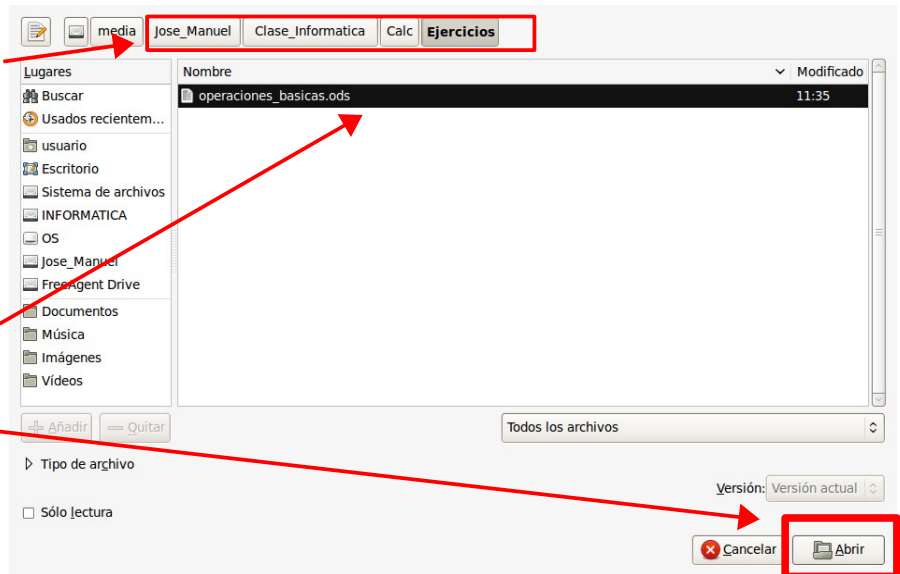 media Jose_Manuel Clase_Informatica Calc Ejercicios
Lugares
Nombre Modificado
Buscar
operaciones_basicas.ods 11:35
Usados recientem...
usuario
Escritorio
Sistema de archivos
INFORMATICA
OS
Jose_Manuel
FreeAgent Drive
Documentos
Música
Imágenes
Vídeos
Añadir Quitar
Todos los archivos
Tipo de archivo
Versión: Versión actual
Sólo lectura
Cancelar Abrir